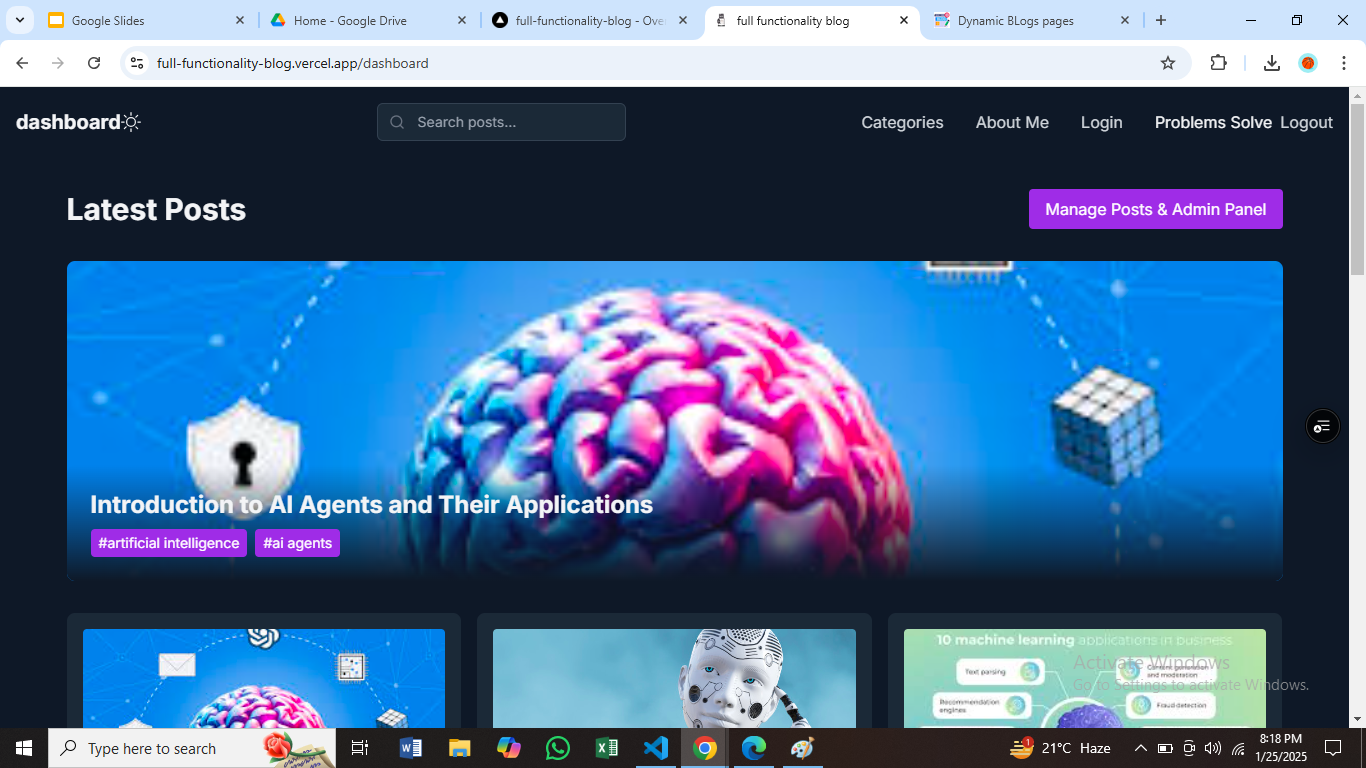 Google Slides
Home - Google Drive
full-functionality-blog - Ove
full functionality blog
Dynamic BLogs pages
full-functionality-blog.vercel.app/dashboard
dashboard
Search posts...
Categories
About Me
Login
Problems Solve
Logout
Latest Posts
Manage Posts & Admin Panel
Introduction to AI Agents and Their Applications
#artificial intelligence
#ai agents
10 machine learning applications in business
Text parsing
Content generation
and moderation
Recommendation
engines
Fraud detection
Activate Windows
Go to Settings to activate Windows.
Type here to search
1
21°C Haze
8:18 PM
1/25/2025